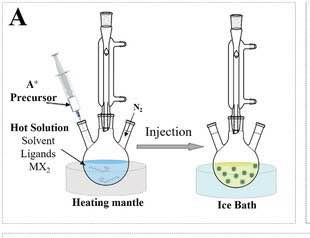 A
A⁺
Precursor
N₂
Hot Solution
Solvent
Ligands
MX₂
Injection
Heating mantle
Ice Bath